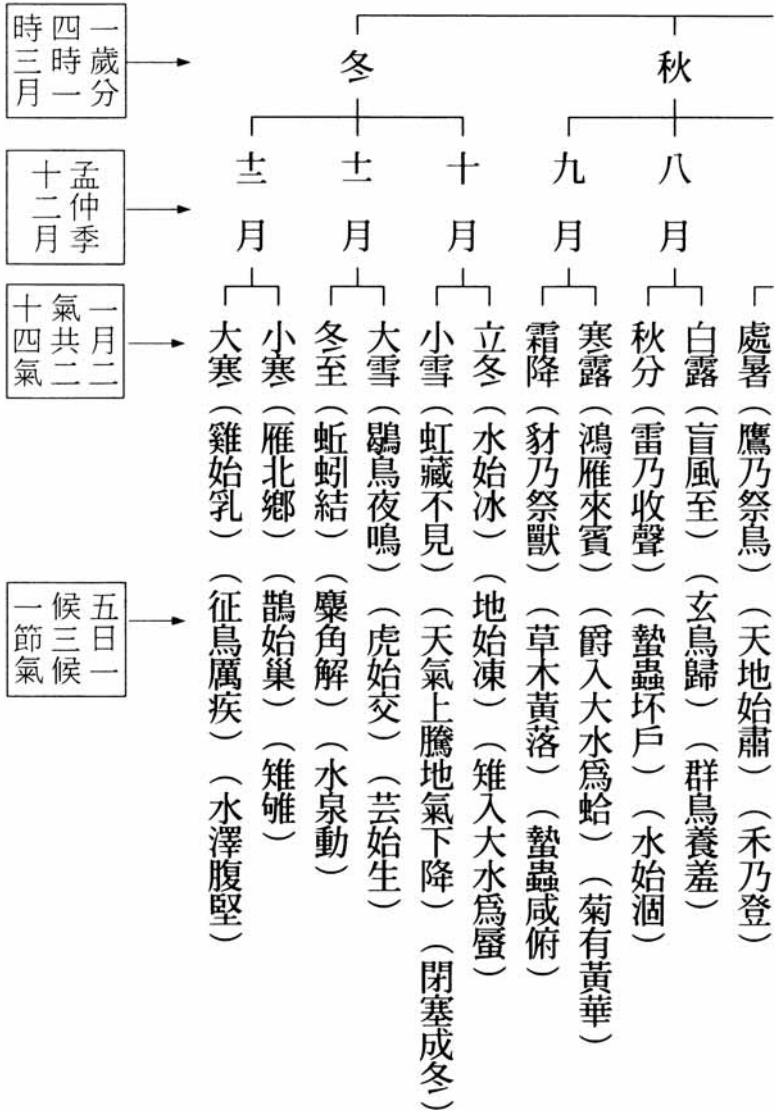 秋
冬
一歲分
四時一
時三月
八月
九月
十月
十一月
十二月
孟仲季
十二月
處暑（鷹乃祭鳥）（天地始肅）（禾乃登）
白露（盲風至）（玄鳥歸）（群鳥養羞）
秋分（雷乃收聲）（蟄蟲坏戶）（水始涸）
寒露（鴻雁來賓）（爵入大水爲蛤）（菊有黃華）
霜降（豺乃祭獸）（草木黃落）（蟄蟲咸俯）
立冬（水始冰）（地始凍）（雉入大水爲蜃）
小雪（虹藏不見）（天氣上騰地氣下降）（閉塞成冬）
大雪（鶡鳥夜鳴）（虎始交）（芸始生）
冬至（蚯蚓結）（麋角解）（水泉動）
小寒（雁北鄉）（鵲始巢）（雉雊）
大寒（雞始乳）（征鳥厲疾）（水澤腹堅）
一月二
氣共二
十四氣
五日一
候三候
一節氣